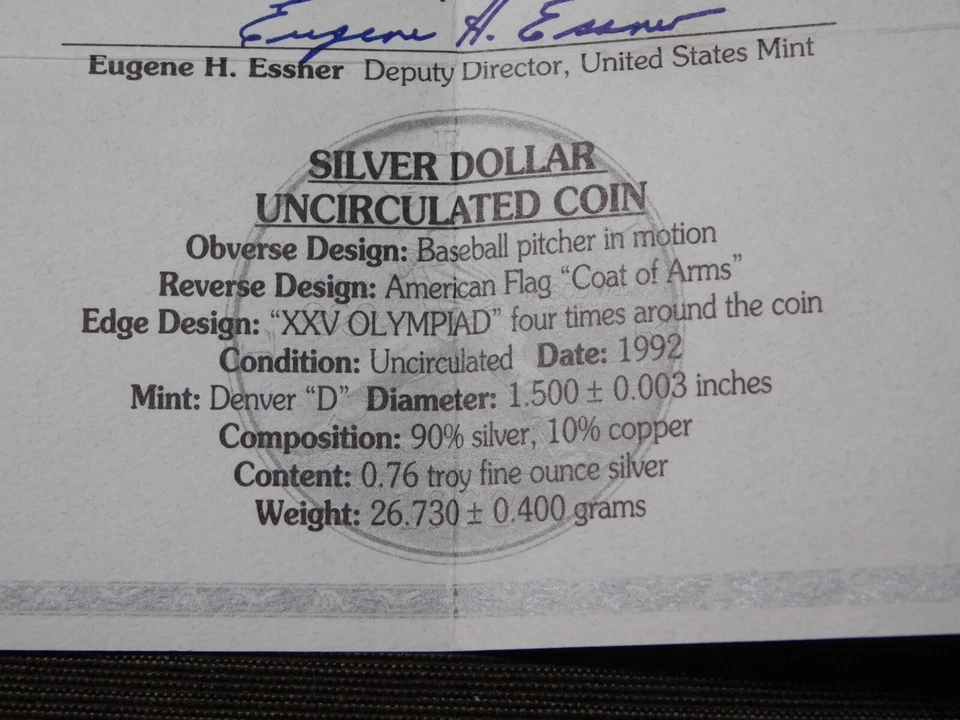 Eugene H. Essner
Eugene H. Essner Deputy Director, United States Mint
SILVER DOLLAR
UNCIRCULATED COIN
Obverse Design: Baseball pitcher in motion
Reverse Design: American Flag “Coat of Arms”
Edge Design: “XXV OLYMPIAD” four times around the coin
Condition: Uncirculated Date: 1992
Mint: Denver “D” Diameter: 1.500 ± 0.003 inches
Composition: 90% silver, 10% copper
Content: 0.76 troy fine ounce silver
Weight: 26.730 ± 0.400 grams